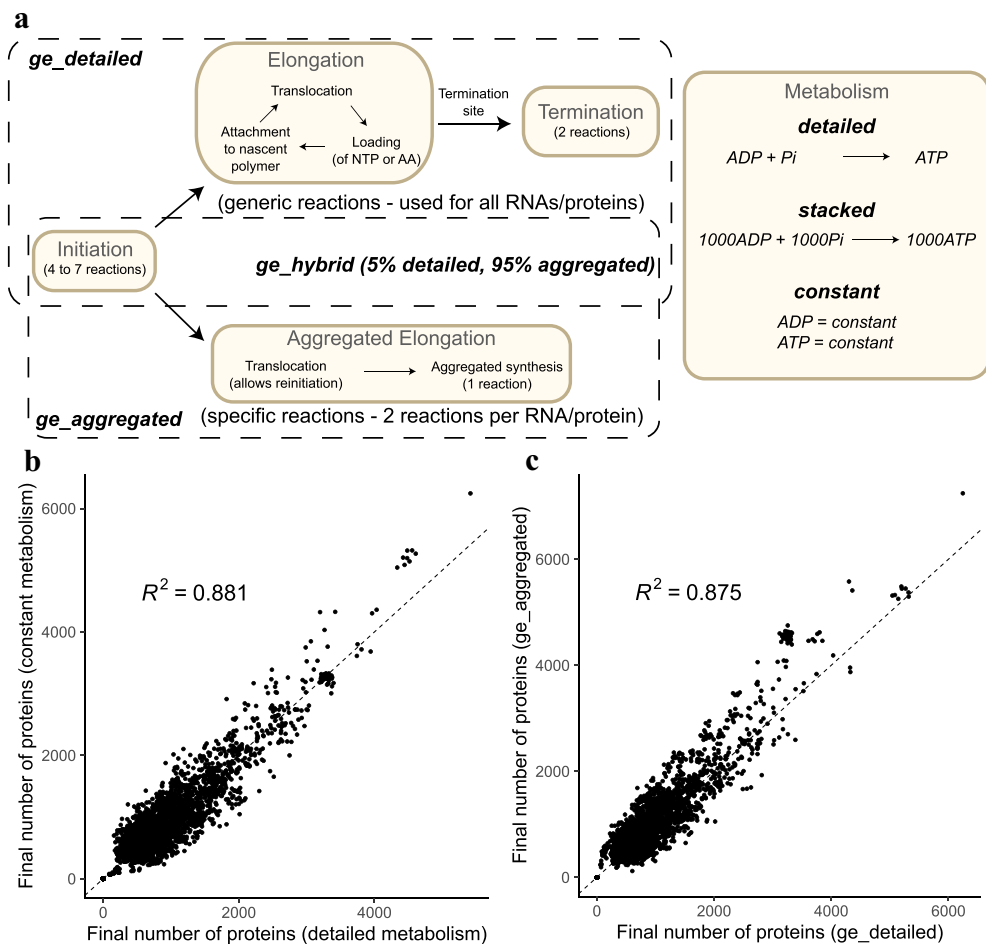 a
ge_detailed
Elongation
Translocation
Attachment
to nascent
polymer
Loading
(of NTP or AA)
Termination
site
Termination
(2 reactions)
(generic reactions - used for all RNAs/proteins)
Initiation
(4 to 7 reactions)
ge_hybrid (5% detailed, 95% aggregated)
Aggregated Elongation
Translocation
(allows reinitiation)
Aggregated synthesis
(1 reaction)
(specific reactions - 2 reactions per RNA/protein)
ge_aggregated
Metabolism
detailed
ADP + Pi ATP
stacked
1000ADP + 1000Pi 1000ATP
constant
ADP = constant
ATP = constant
b
Final number of proteins (constant metabolism)
6000
4000
2000
0
R² = 0.881
0 2000 4000
Final number of proteins (detailed metabolism)
c
Final number of proteins (ge_aggregated)
6000
4000
2000
0
R² = 0.875
0 2000 4000 6000
Final number of proteins (ge_detailed)